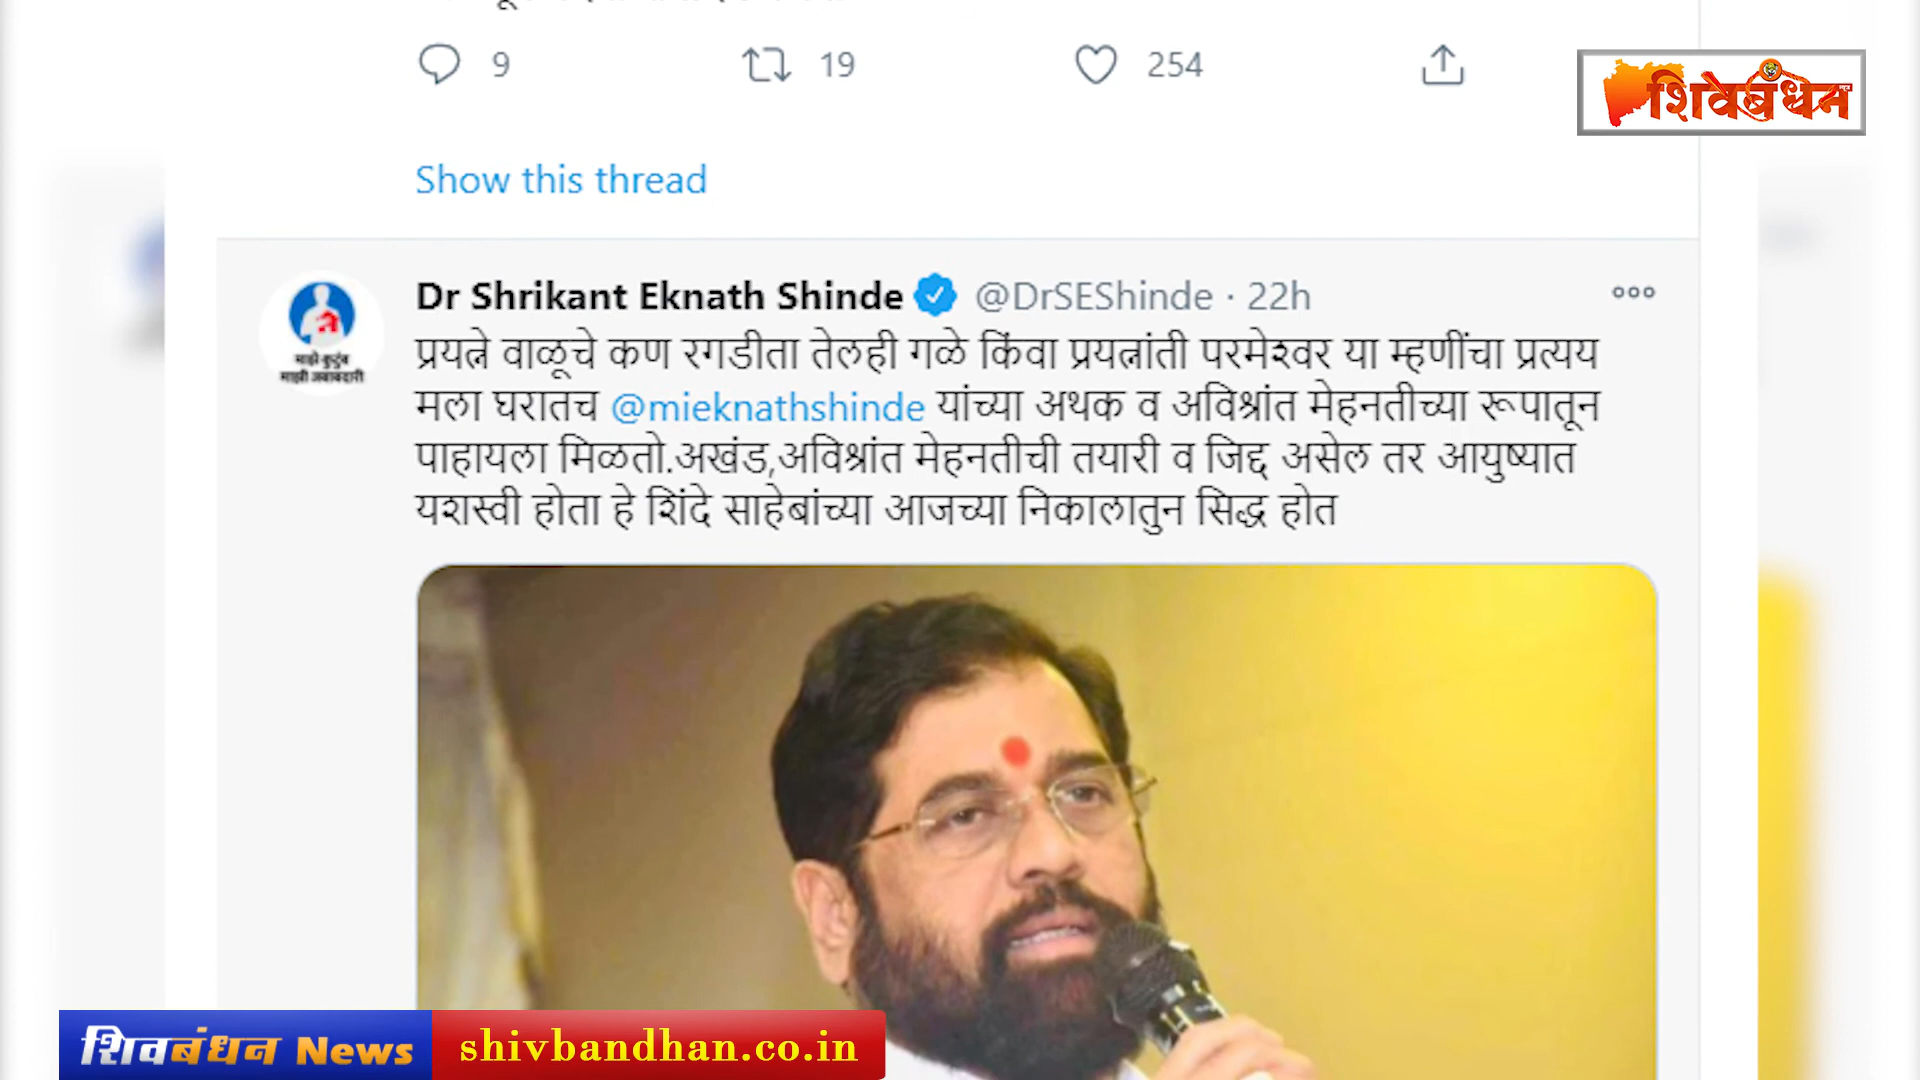 9 19 254
शिवबंधन
Show this thread
Dr Shrikant Eknath Shinde @DrSEShinde · 22h
माझे कुटुंब
माझी जबाबदारी
प्रयत्ने वाळूचे कण रगडीता तेलही गळे किंवा प्रयत्नांती परमेश्वर या म्हणींचा प्रत्यय
मला घरातच @mieknathshinde यांच्या अथक व अविश्रांत मेहनतीच्या रूपातून
पाहायला मिळतो.अखंड,अविश्रांत मेहनतीची तयारी व जिद्द असेल तर आयुष्यात
यशस्वी होता हे शिंदे साहेबांच्या आजच्या निकालातुन सिद्ध होत
शिवबंधन News shivbandhan.co.in